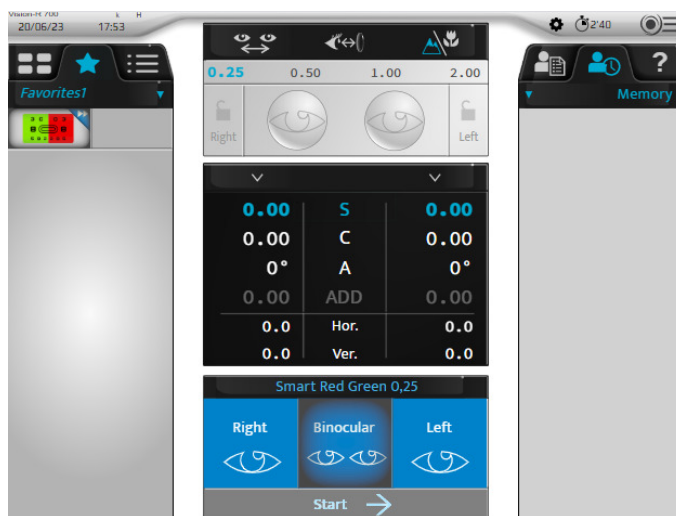 Vision-R 700
k R
20/06/23 17:53
2'40
Favorites1
Memory
?
0.25 0.50 1.00 2.00
Right
Left
0.00 S 0.00
0.00 C 0.00
0° A 0°
0.00 ADD 0.00
0.0 Hor. 0.0
0.0 Ver. 0.0
Smart Red Green 0,25
Right Binocular Left
Start